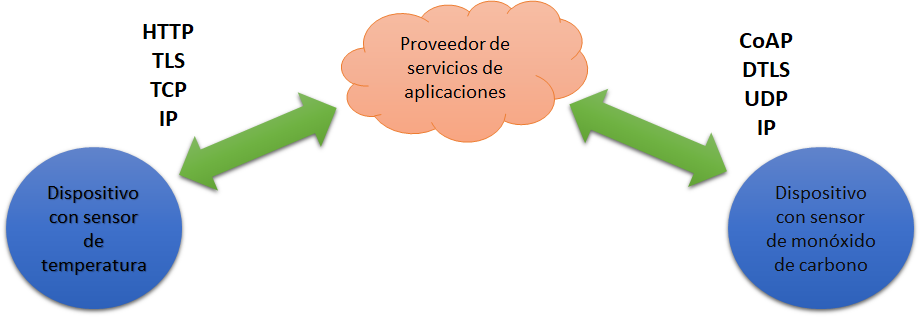 HTTP
TLS
TCP
IP
Proveedor de
servicios de
aplicaciones
CoAP
DTLS
UDP
IP
Dispositivo
con sensor
de
temperatura
Dispositivo
con sensor
de monóxido
de carbono